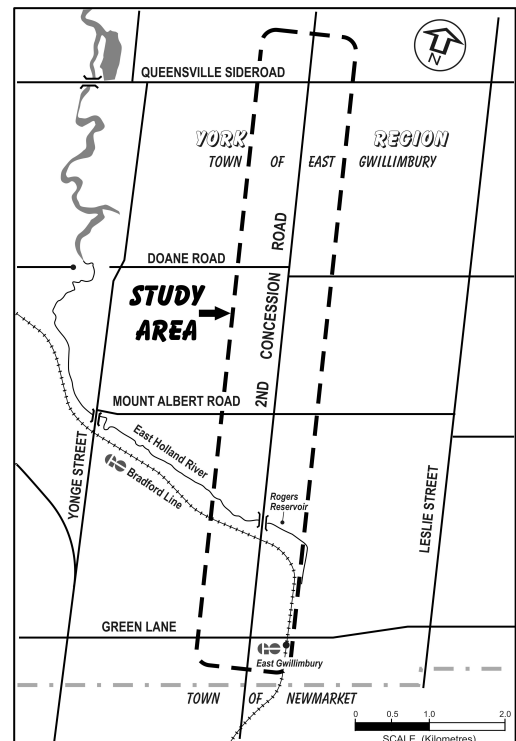 N
QUEENSVILLE SIDEROAD
YORK REGION
TOWN OF EAST GWILLIMBURY
DOANE ROAD
2ND CONCESSION ROAD
STUDY
AREA
MOUNT ALBERT ROAD
East Holland River
GO Bradford Line
YONGE STREET
Rogers
Reservoir
LESLIE STREET
GREEN LANE
GO
East Gwillimbury
TOWN OF NEWMARKET
0 0.5 1.0 2.0
SCALE (Kilometres)